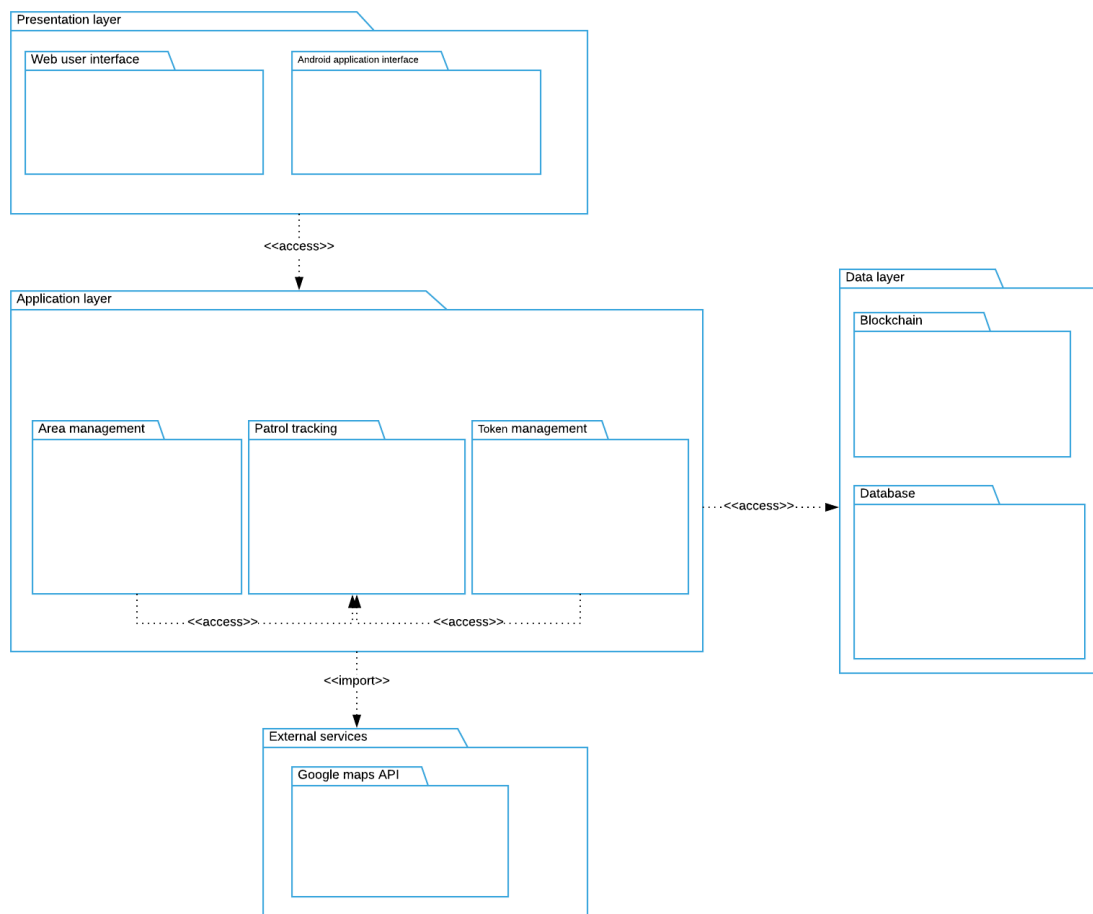 Presentation layer
Web user interface
Android application interface
<<access>>
Application layer
Area management
Patrol tracking
Token management
<<access>>
<<access>>
<<access>>
Data layer
Blockchain
Database
<<import>>
External services
Google maps API